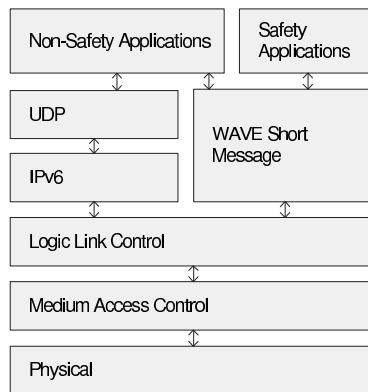 Non-Safety Applications
Safety
Applications
UDP
WAVE Short
Message
IPv6
Logic Link Control
Medium Access Control
Physical